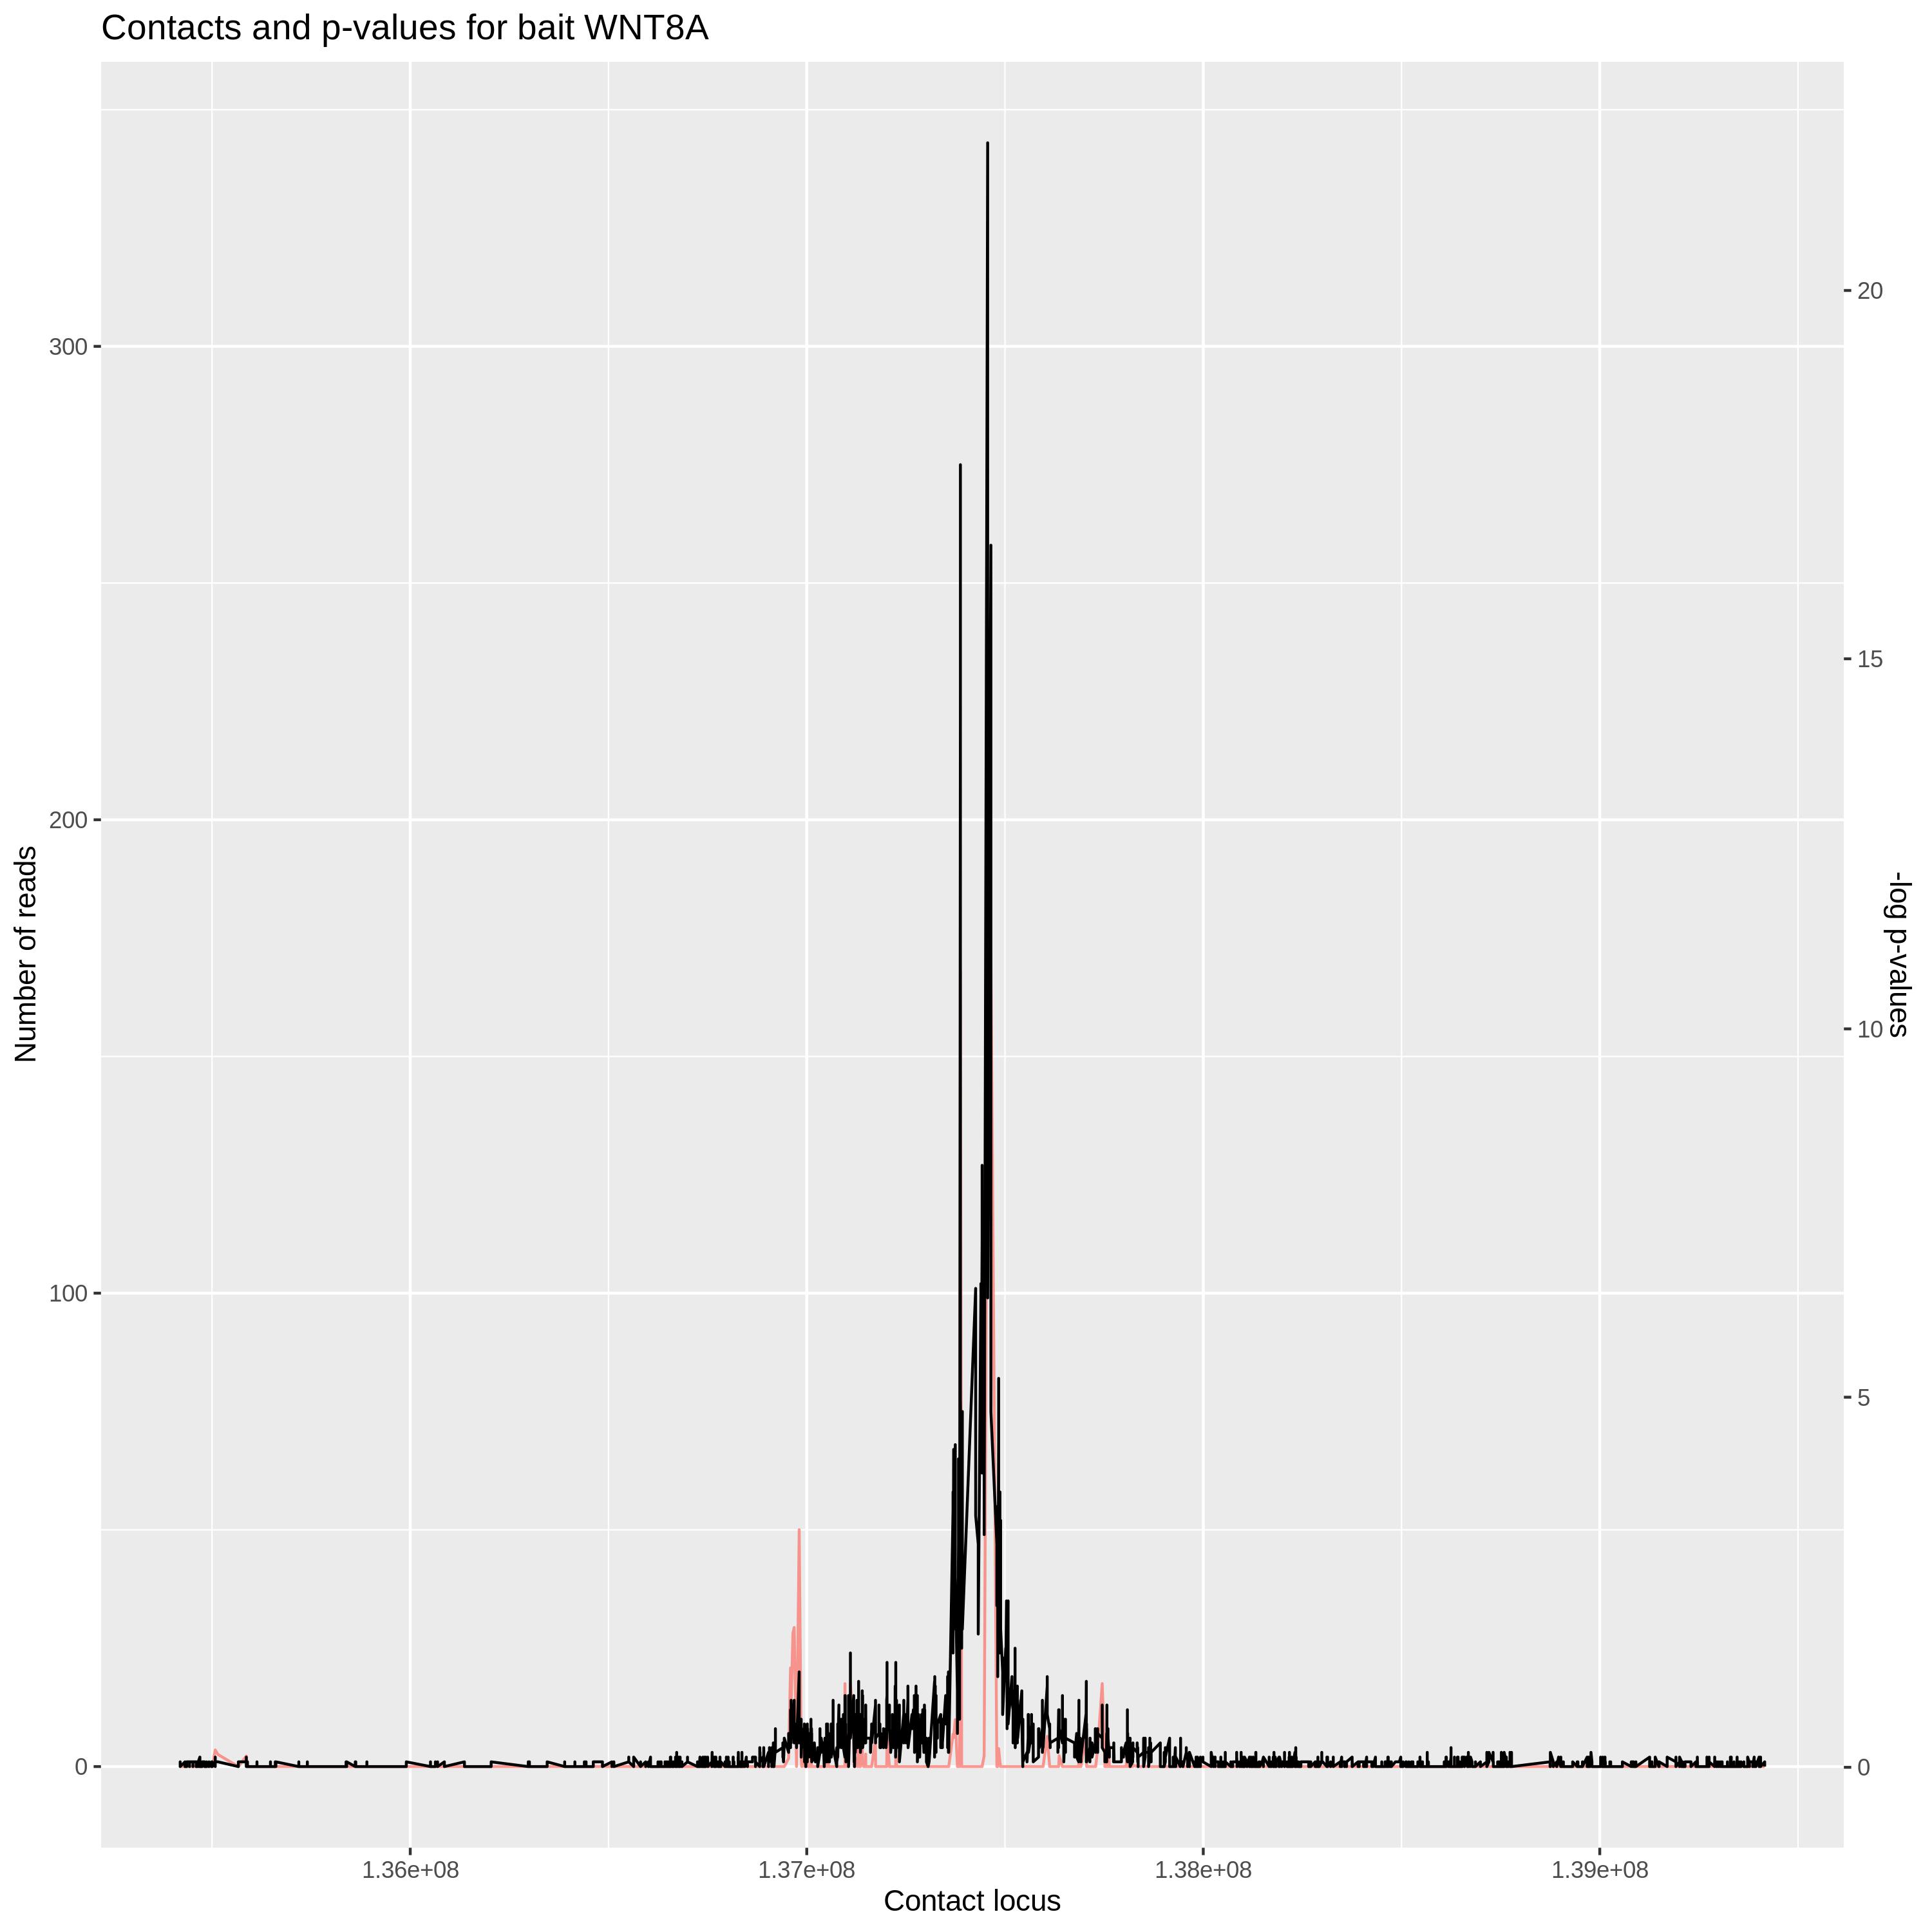 Contacts and p-values for bait WNT8A
Number of reads
300
200
100
0
-log p-values
20
15
10
5
0
1.36e+08
1.37e+08
1.38e+08
1.39e+08
Contact locus